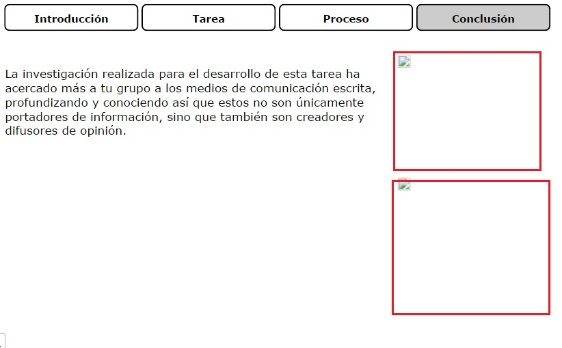 Introducción Tarea Proceso Conclusión
La investigación realizada para el desarrollo de esta tarea ha
acercado más a tu grupo a los medios de comunicación escrita,
profundizando y conociendo así que estos no son únicamente
portadores de información, sino que también son creadores y
difusores de opinión.